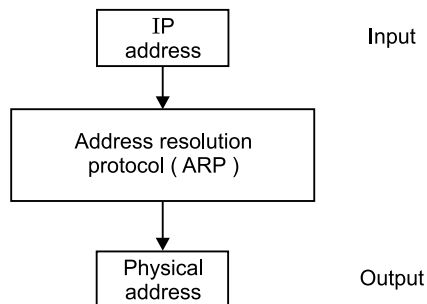 IP
address
Input
Address resolution
protocol ( ARP )
Physical
address
Output